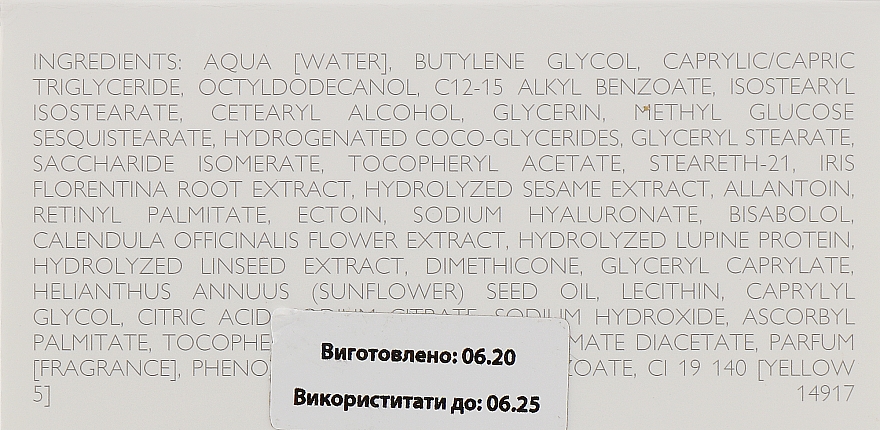 INGREDIENTS: AQUA [WATER], BUTYLENE GLYCOL, CAPRYLIC/CAPRIC
TRIGLYCERIDE, OCTYLDODECANOL, C12-15 ALKYL BENZOATE, ISOSTEARYL
ISOSTEARATE, CETEARYL ALCOHOL, GLYCERIN, METHYL GLUCOSE
SESQUISTEARATE, HYDROGENATED COCO-GLYCERIDES, GLYCERYL STEARATE,
SACCHARIDE ISOMERATE, TOCOPHERYL ACETATE, STEARETH-21, IRIS
FLORENTINA ROOT EXTRACT, HYDROLYZED SESAME EXTRACT, ALLANTOIN,
RETINYL PALMITATE, ECTOIN, SODIUM HYALURONATE, BISABOLOL,
CALENDULA OFFICINALIS FLOWER EXTRACT, HYDROLYZED LUPINE PROTEIN,
HYDROLYZED LINSEED EXTRACT, DIMETHICONE, GLYCERYL CAPRYLATE,
HELIANTHUS ANNUUS (SUNFLOWER) SEED OIL, LECITHIN, CAPRYLYL
GLYCOL, CITRIC ACID, SODIUM CITRATE, SODIUM HYDROXIDE, ASCORBYL
PALMITATE, DIACETATE, PARFUM
[FRAGRANCE], CI 19 140 [YELLOW
5] 14917
Виготовлено: 06.20
Використитати до: 06.25